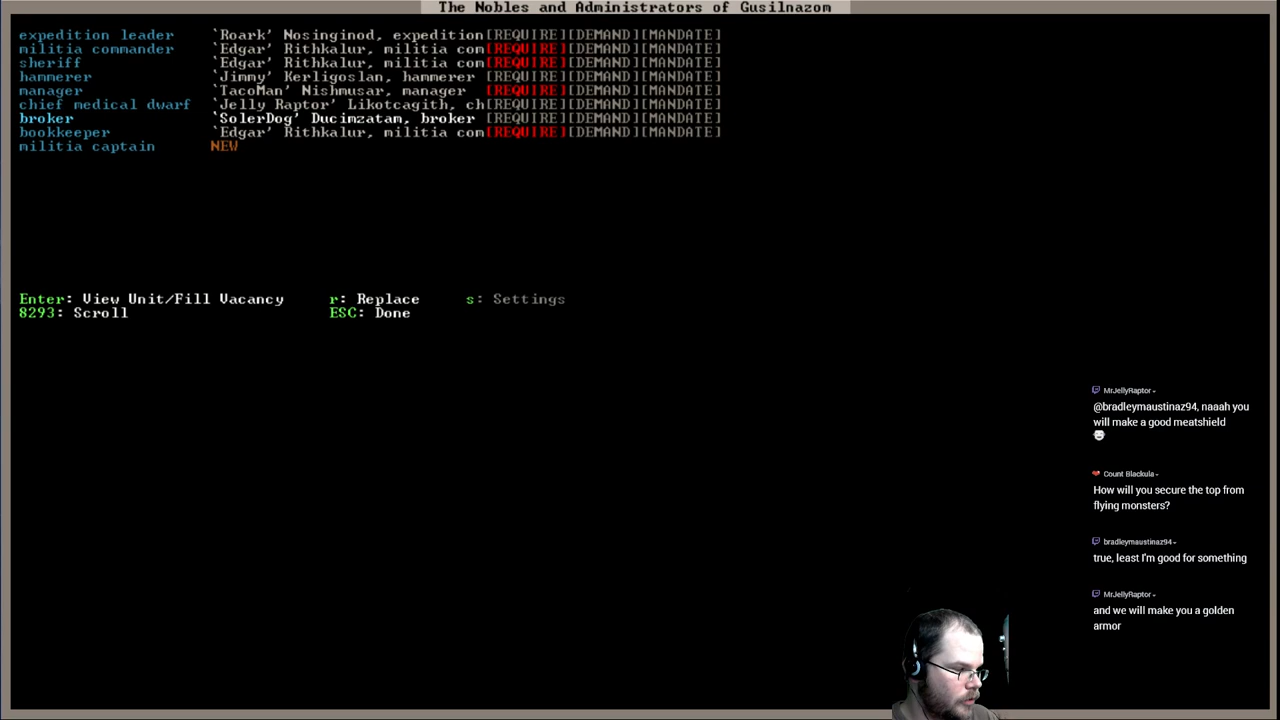 The Nobles and Administrators of Gusilnazom
expedition leader `Roark' Nosinginod, expedition[REQUIRE][DEMAND][MANDATE]
militia commander `Edgar' Rithkalur, militia com[REQUIRE][DEMAND][MANDATE]
sheriff `Edgar' Rithkalur, militia com[REQUIRE][DEMAND][MANDATE]
hammerer `Jimmy' Kerligoslan, hammerer [REQUIRE][DEMAND][MANDATE]
manager `TacoMan' Nishmusar, manager [REQUIRE][DEMAND][MANDATE]
chief medical dwarf `Jelly Raptor' Likotcagith, ch[REQUIRE][DEMAND][MANDATE]
broker `SolerDog' Ducimzatam, broker [REQUIRE][DEMAND][MANDATE]
bookkeeper `Edgar' Rithkalur, militia com[REQUIRE][DEMAND][MANDATE]
militia captain NEW
Enter: View Unit/Fill Vacancy r: Replace s: Settings
8293: Scroll ESC: Done
MrJellyRaptor
@bradleymaustinaz94, naaah you
will make a good meatshield
Count Blackula
How will you secure the top from
flying monsters?
bradleymaustinaz94
true, least I'm good for something
MrJellyRaptor
and we will make you a golden
armor